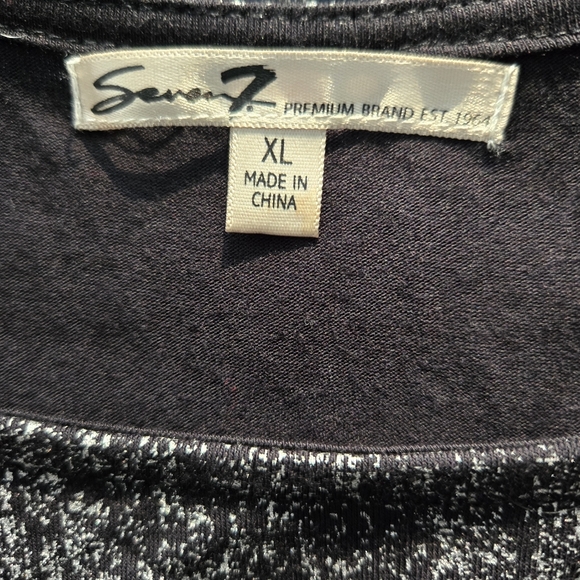 Seven7
PREMIUM BRAND EST. 1964
XL
MADE IN
CHINA